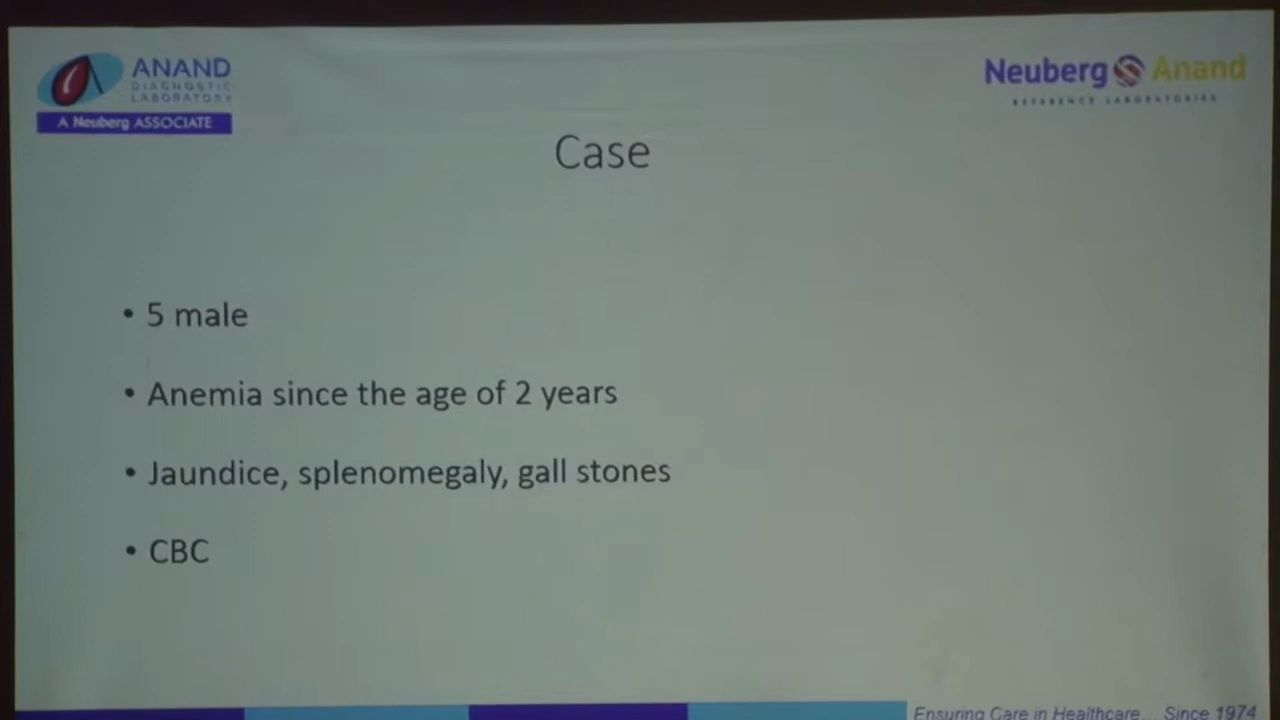 ANAND
DIAGNOSTIC
LABORATORY
A Neuberg ASSOCIATE
Neuberg Anand
REFERENCE LABORATORIES
Case
• 5 male
• Anemia since the age of 2 years
• Jaundice, splenomegaly, gall stones
• CBC
Ensuring Care in Healthcare... Since 1974